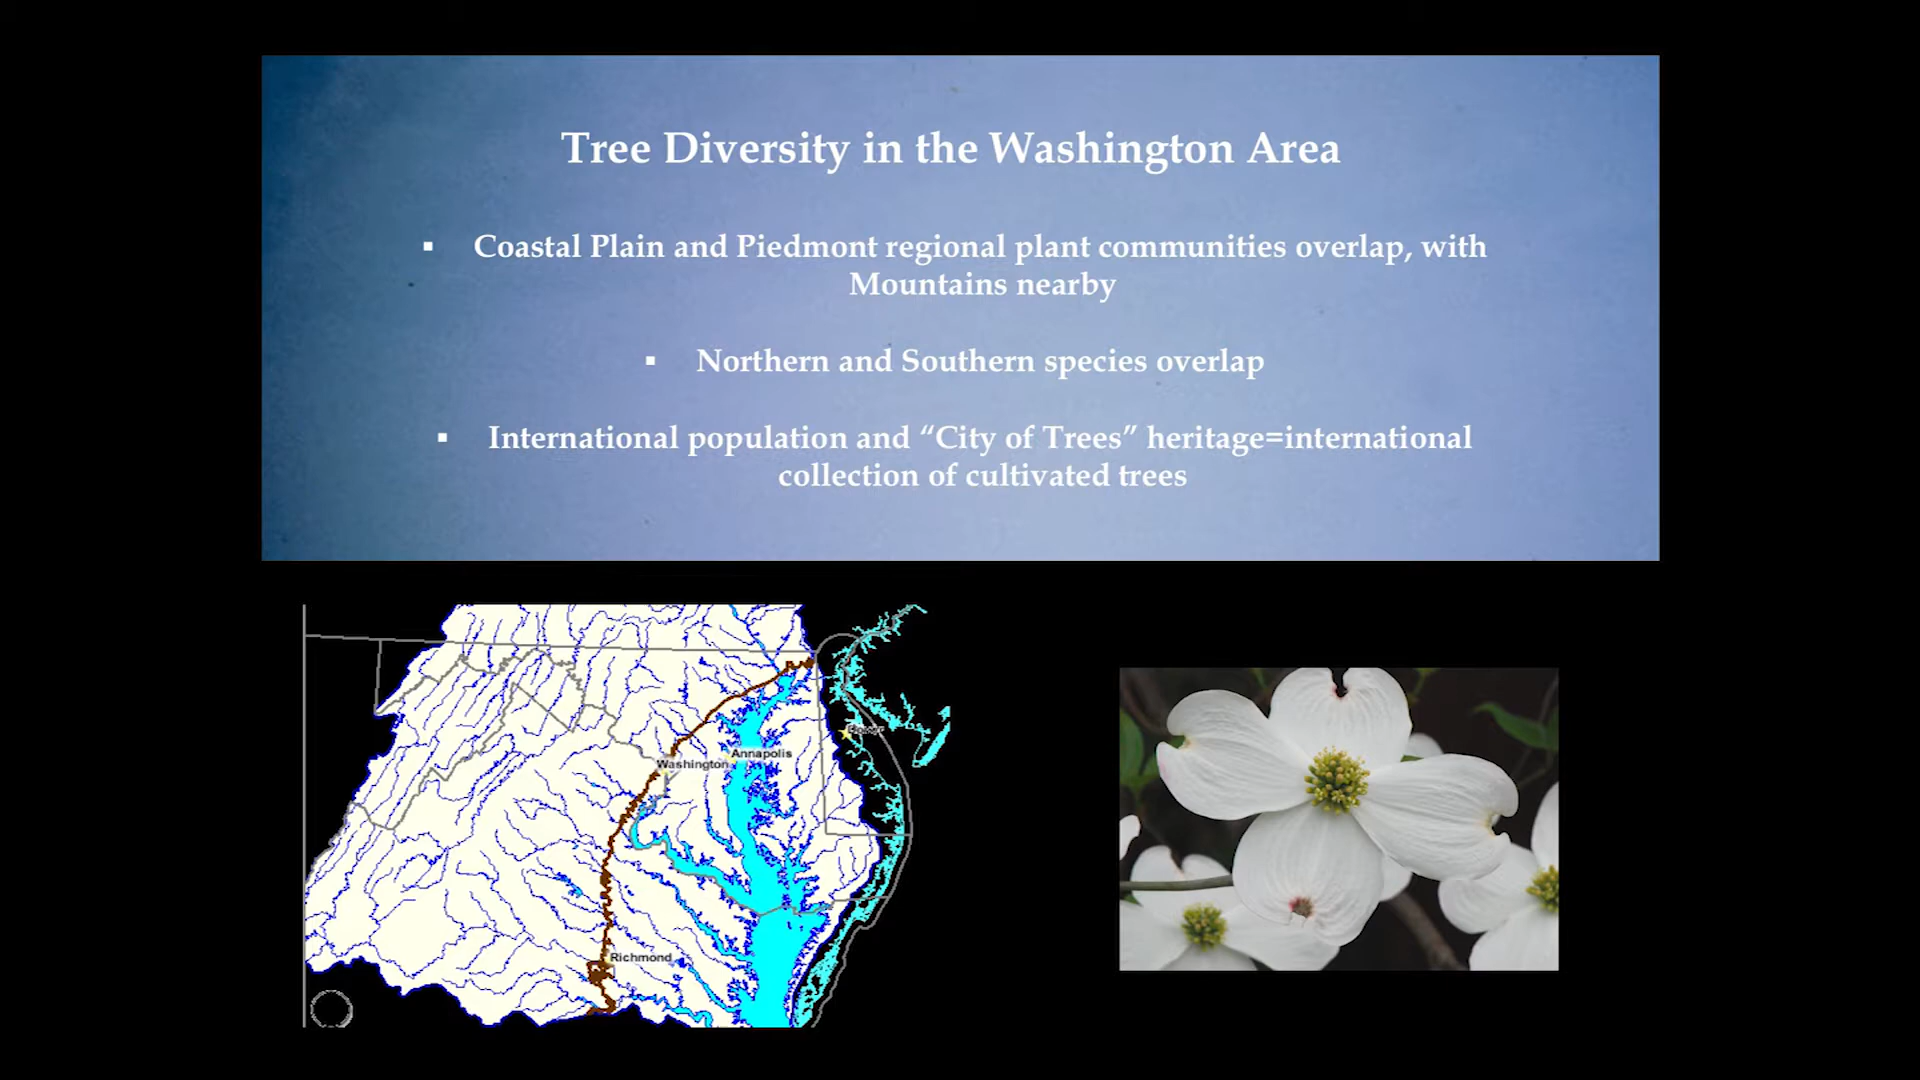 Tree Diversity in the Washington Area
▪ Coastal Plain and Piedmont regional plant communities overlap, with
Mountains nearby
▪ Northern and Southern species overlap
▪ International population and “City of Trees” heritage=international
collection of cultivated trees
Annapolis
Washington
Richmond